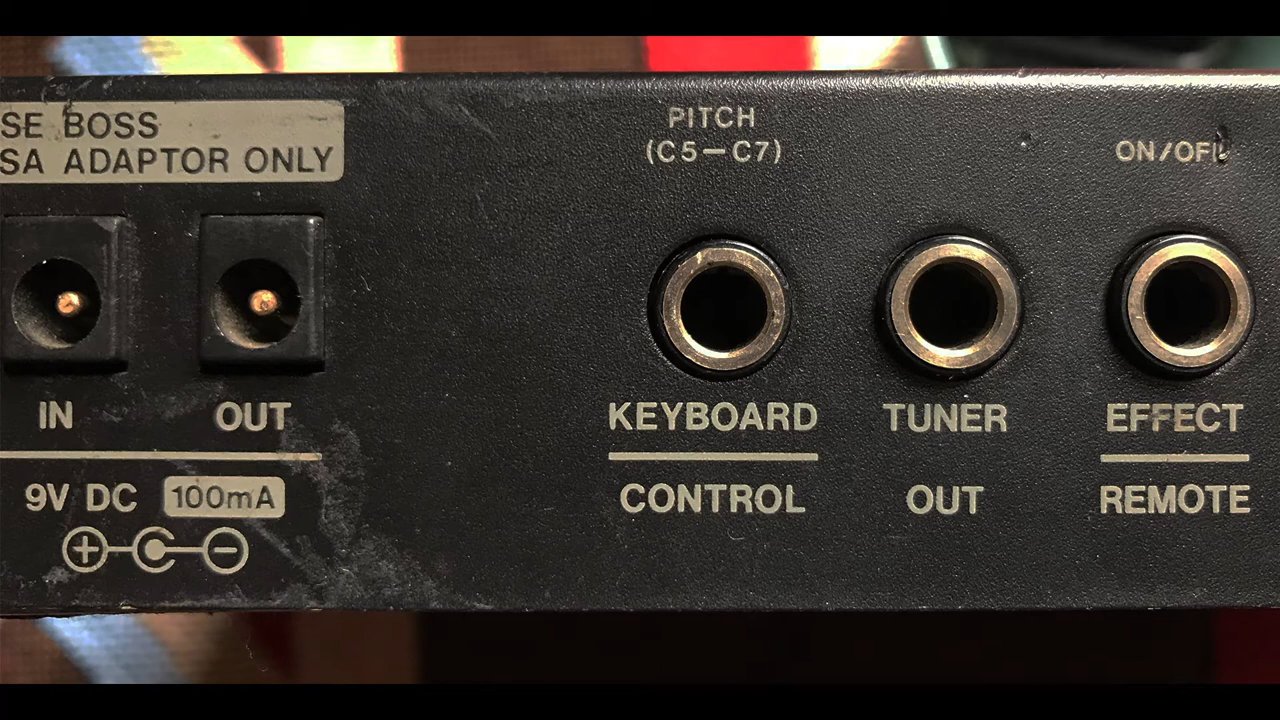 SE BOSS
SA ADAPTOR ONLY
PITCH
(C5—C7)
ON/OFF
IN
OUT
KEYBOARD
TUNER
EFFECT
9V DC 100mA
CONTROL
OUT
REMOTE
+ −